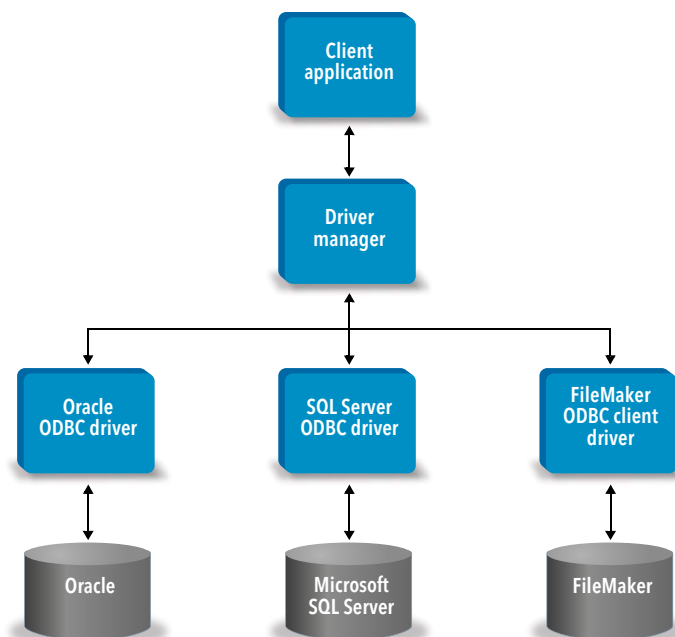 Client
application
Driver
manager
Oracle
ODBC driver
SQL Server
ODBC driver
FileMaker
ODBC client
driver
Oracle
Microsoft
SQL Server
FileMaker